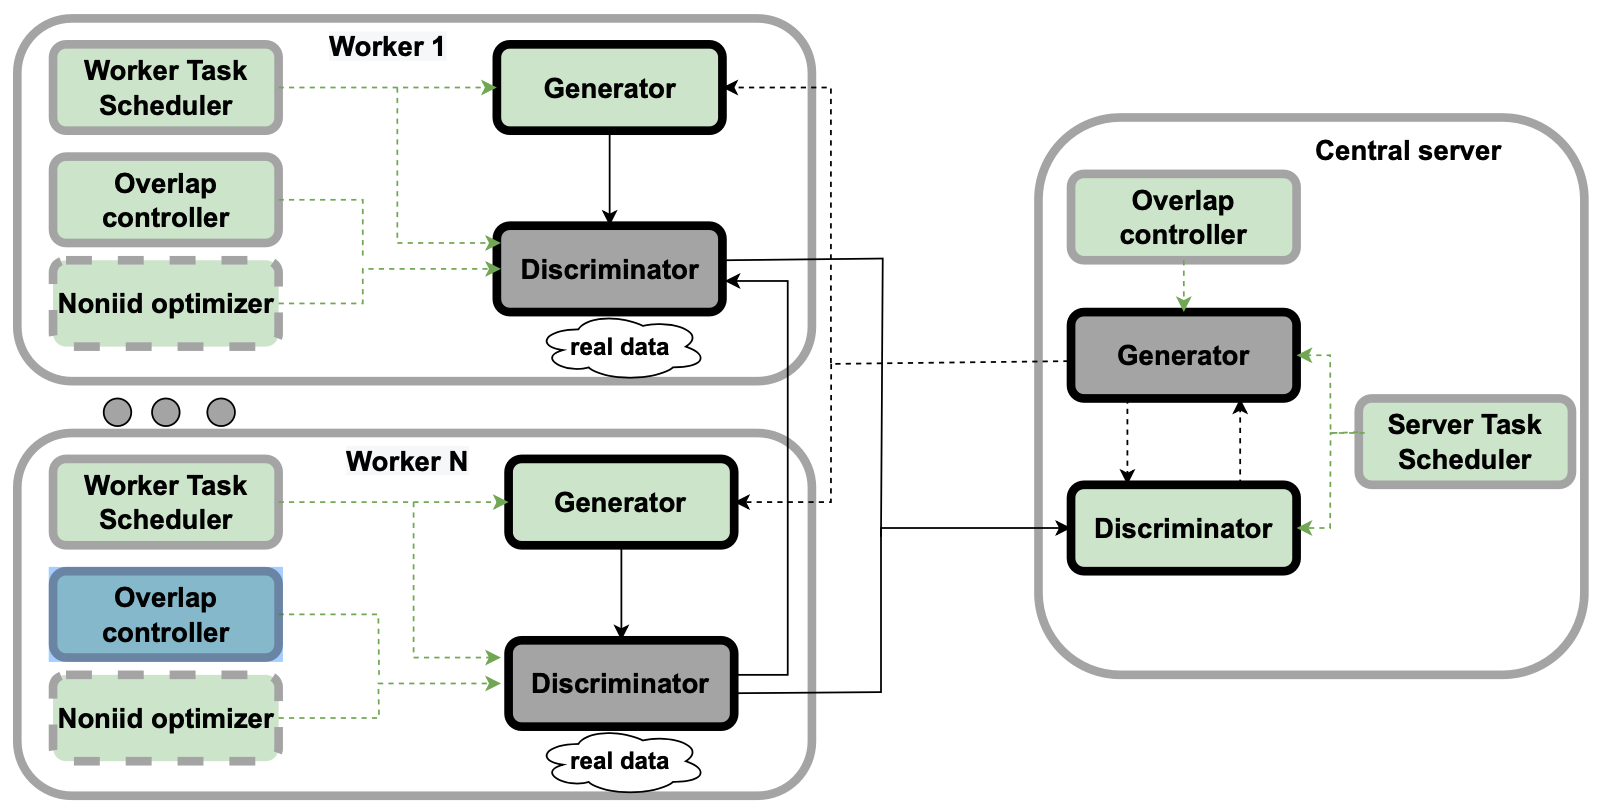 Worker 1
Worker Task
Scheduler
Generator
Overlap
controller
Noniid optimizer
Discriminator
real data
Worker N
Worker Task
Scheduler
Generator
Overlap
controller
Noniid optimizer
Discriminator
real data
Central server
Overlap
controller
Generator
Server Task
Scheduler
Discriminator